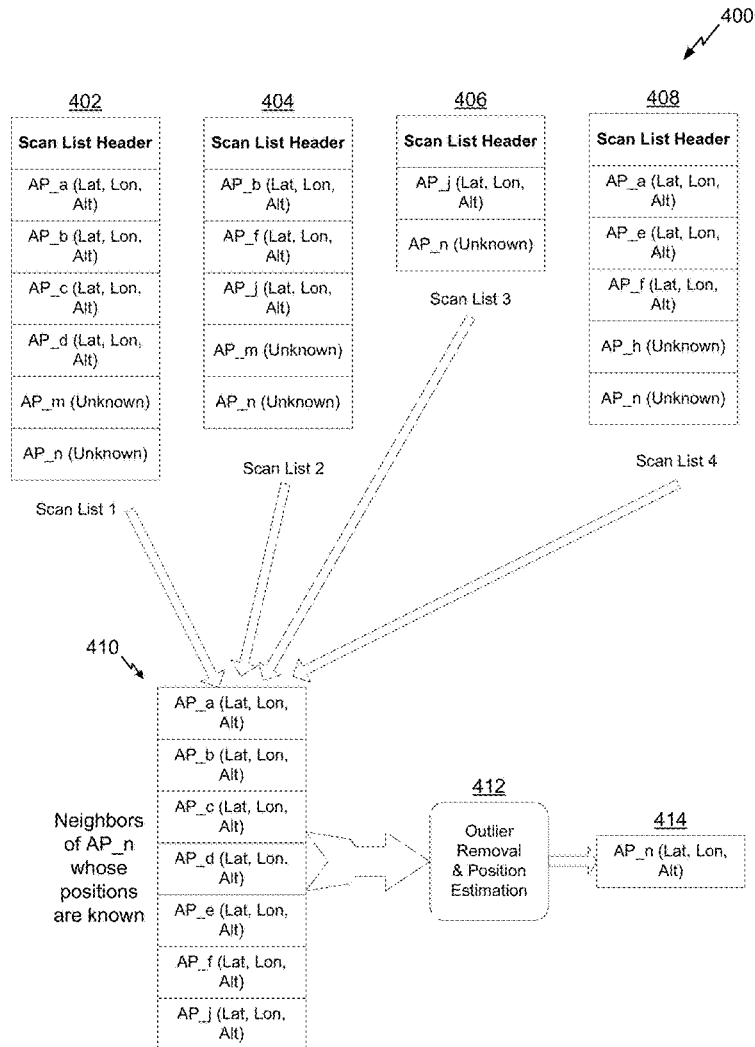 400
402
Scan List Header
AP_a (Lat, Lon,
Alt)
AP_b (Lat, Lon,
Alt)
AP_c (Lat, Lon,
Alt)
AP_d (Lat, Lon,
Alt)
AP_m (Unknown)
AP_n (Unknown)
Scan List 1
404
Scan List Header
AP_b (Lat, Lon,
Alt)
AP_f (Lat, Lon,
Alt)
AP_j (Lat, Lon,
Alt)
AP_m (Unknown)
AP_n (Unknown)
Scan List 2
406
Scan List Header
AP_j (Lat, Lon,
Alt)
AP_n (Unknown)
Scan List 3
408
Scan List Header
AP_a (Lat, Lon,
Alt)
AP_e (Lat, Lon,
Alt)
AP_f (Lat, Lon,
Alt)
AP_h (Unknown)
AP_n (Unknown)
Scan List 4
410
Neighbors
of AP_n
whose
positions
are known
AP_a (Lat, Lon,
Alt)
AP_b (Lat, Lon,
Alt)
AP_c (Lat, Lon,
Alt)
AP_d (Lat, Lon.
Alt)
AP_e (Lat, Lon,
Alt)
AP_f (Lat, Lon,
Alt)
AP_j (Lat, Lon,
Alt)
412
Outlier
Removal
& Position
Estimation
414
AP_n (Lat, Lon,
Alt)